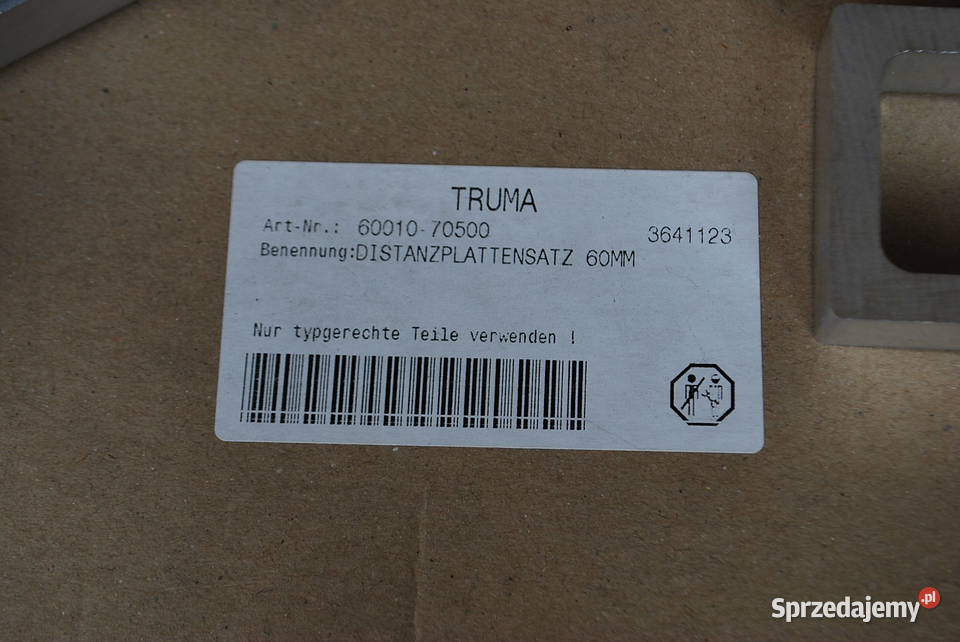 TRUMA
Art-Nr.: 60010-70500 3641123
Benennung:DISTANZPLATTENSATZ 60MM
Nur typgerechte Teile verwenden !
Sprzedajemy.pl